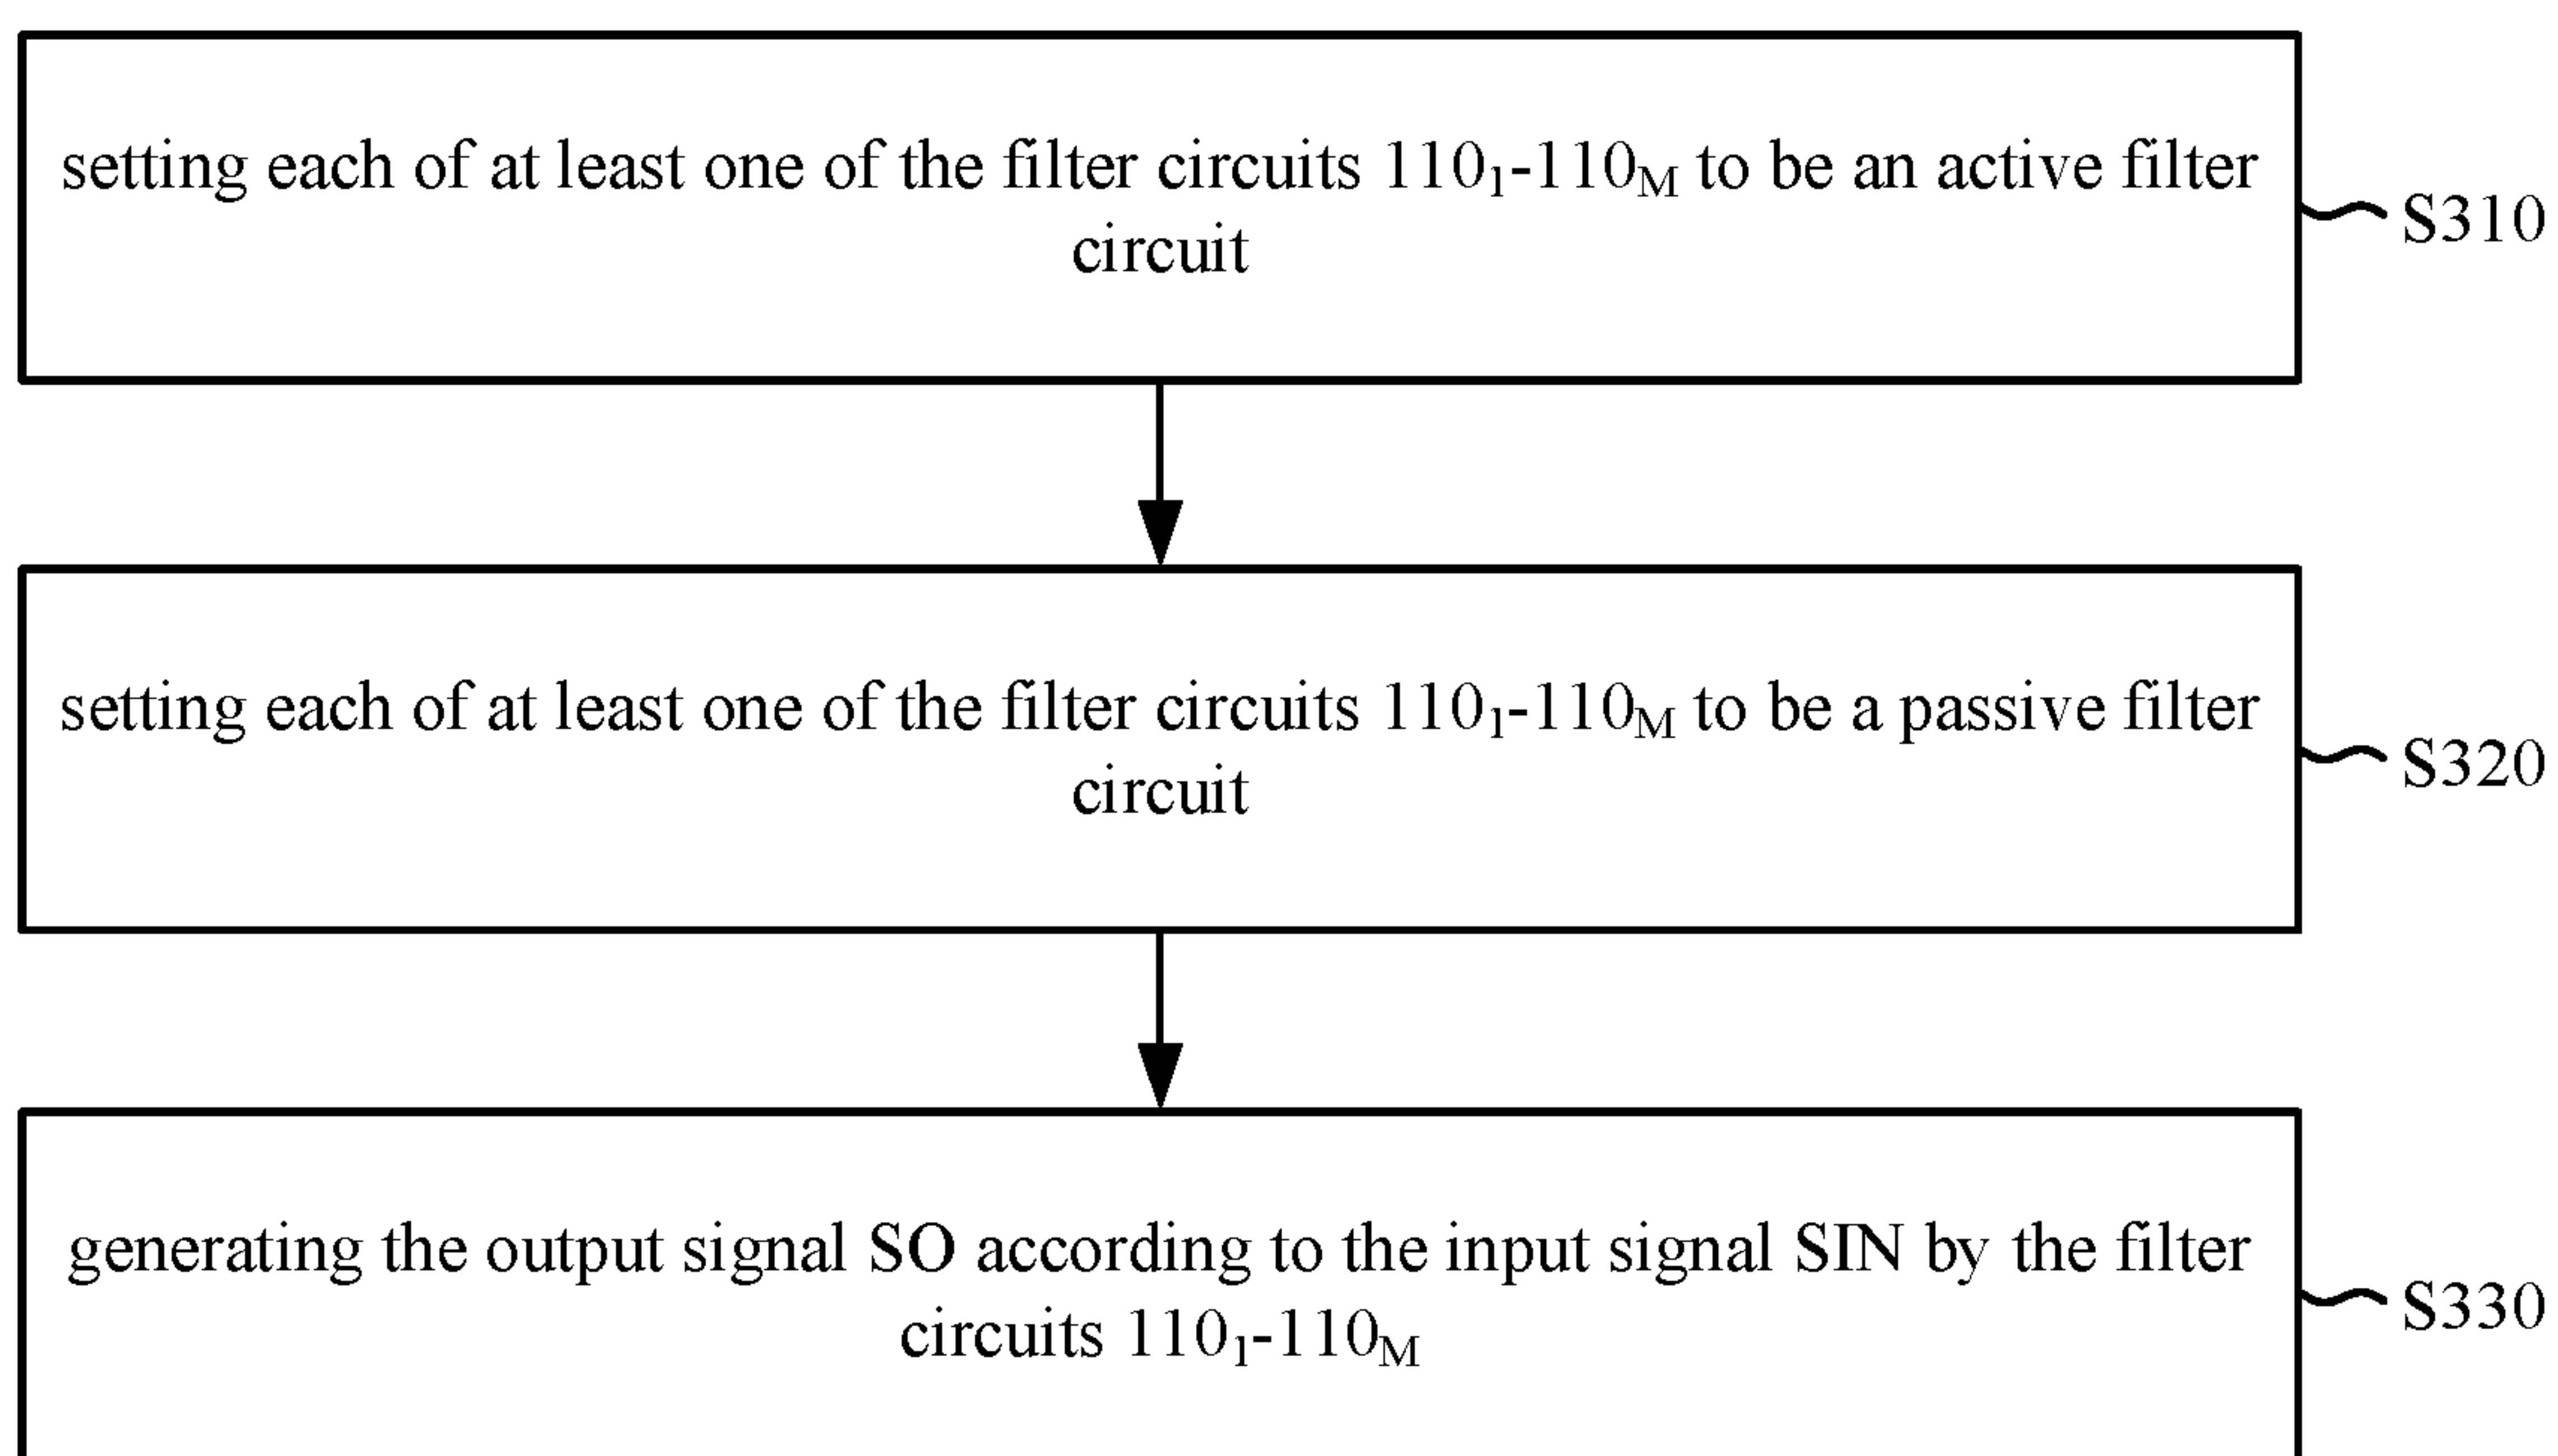 setting each of at least one of the filter circuits 110₁-110M to be an active filter
circuit
S310
setting each of at least one of the filter circuits 110₁-110M to be a passive filter
circuit
S320
generating the output signal SO according to the input signal SIN by the filter
circuits 110₁-110M
S330